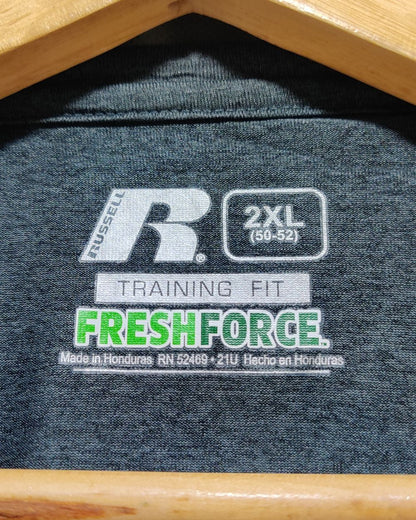 RUSSELL
R®
2XL
(50-52)
TRAINING FIT
FRESHFORCE.
Made in Honduras RN 52469 • 21U Hecho en Honduras